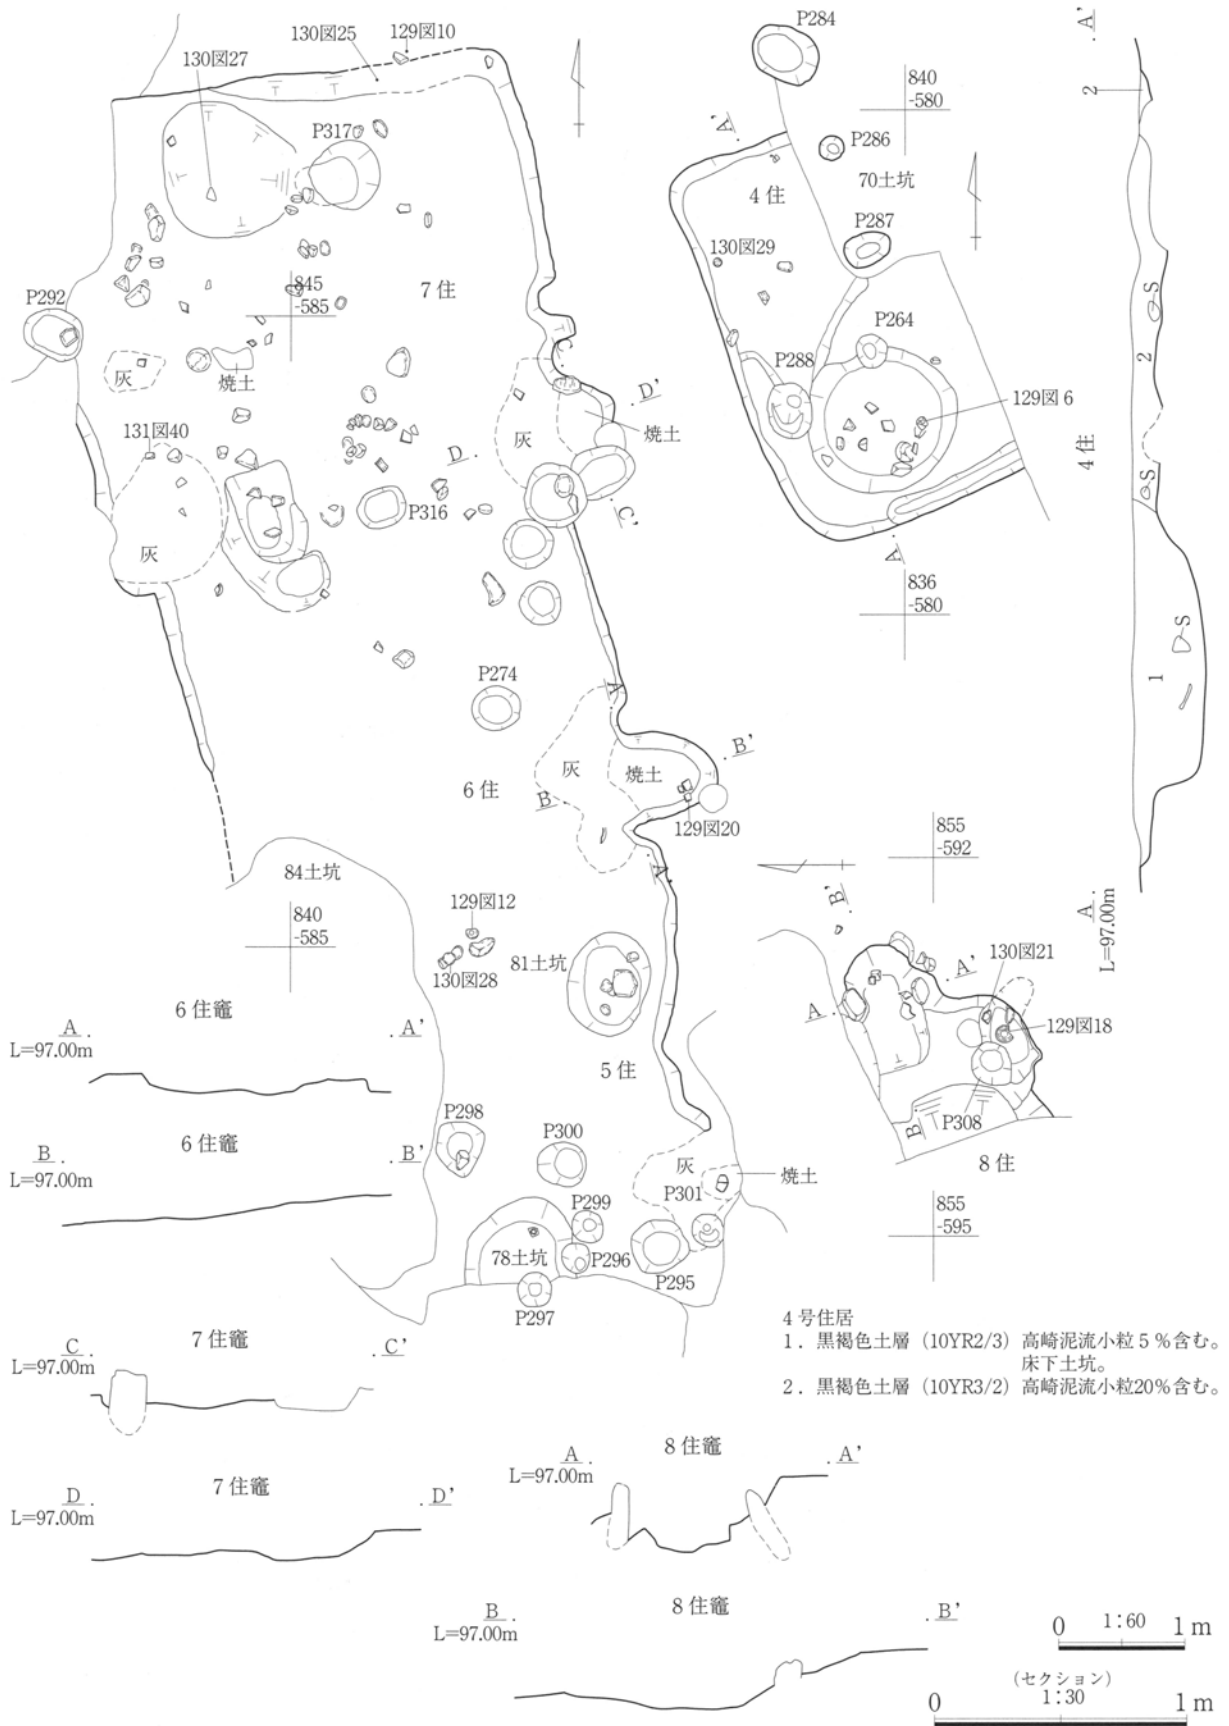 130図25
129図10
130図27
P317
7住
845
-585
P292
灰
焼土
131図40
灰
灰
焼土
C
D'
D
C'
P316
P274
A'
B'
灰
焼土
6住
B
129図20
A
84土坑
840
-585
129図12
130図28
81土坑
5住
P298
P300
灰
焼土
P301
P299
P296
78土坑
P295
P297
P284
840
-580
P286
70土坑
A'
4住
P287
130図29
P264
P288
129図6
A
836
-580
A'
2
S
2
4住
S
S
1
A
L=97.00m
855
-592
B'
130図21
A'
A
129図18
P308
B
8住
855
-595
6住竈
A
A'
L=97.00m
6住竈
B
B'
L=97.00m
7住竈
C
C'
L=97.00m
7住竈
D
D'
L=97.00m
4号住居
1．黒褐色土層（10YR2/3）高崎泥流小粒5％含む。
床下土坑。
2．黒褐色土層（10YR3/2）高崎泥流小粒20％含む。
8住竈
A
A'
L=97.00m
8住竈
B
B'
L=97.00m
0 1:60 1m
（セクション）
0 1:30 1m